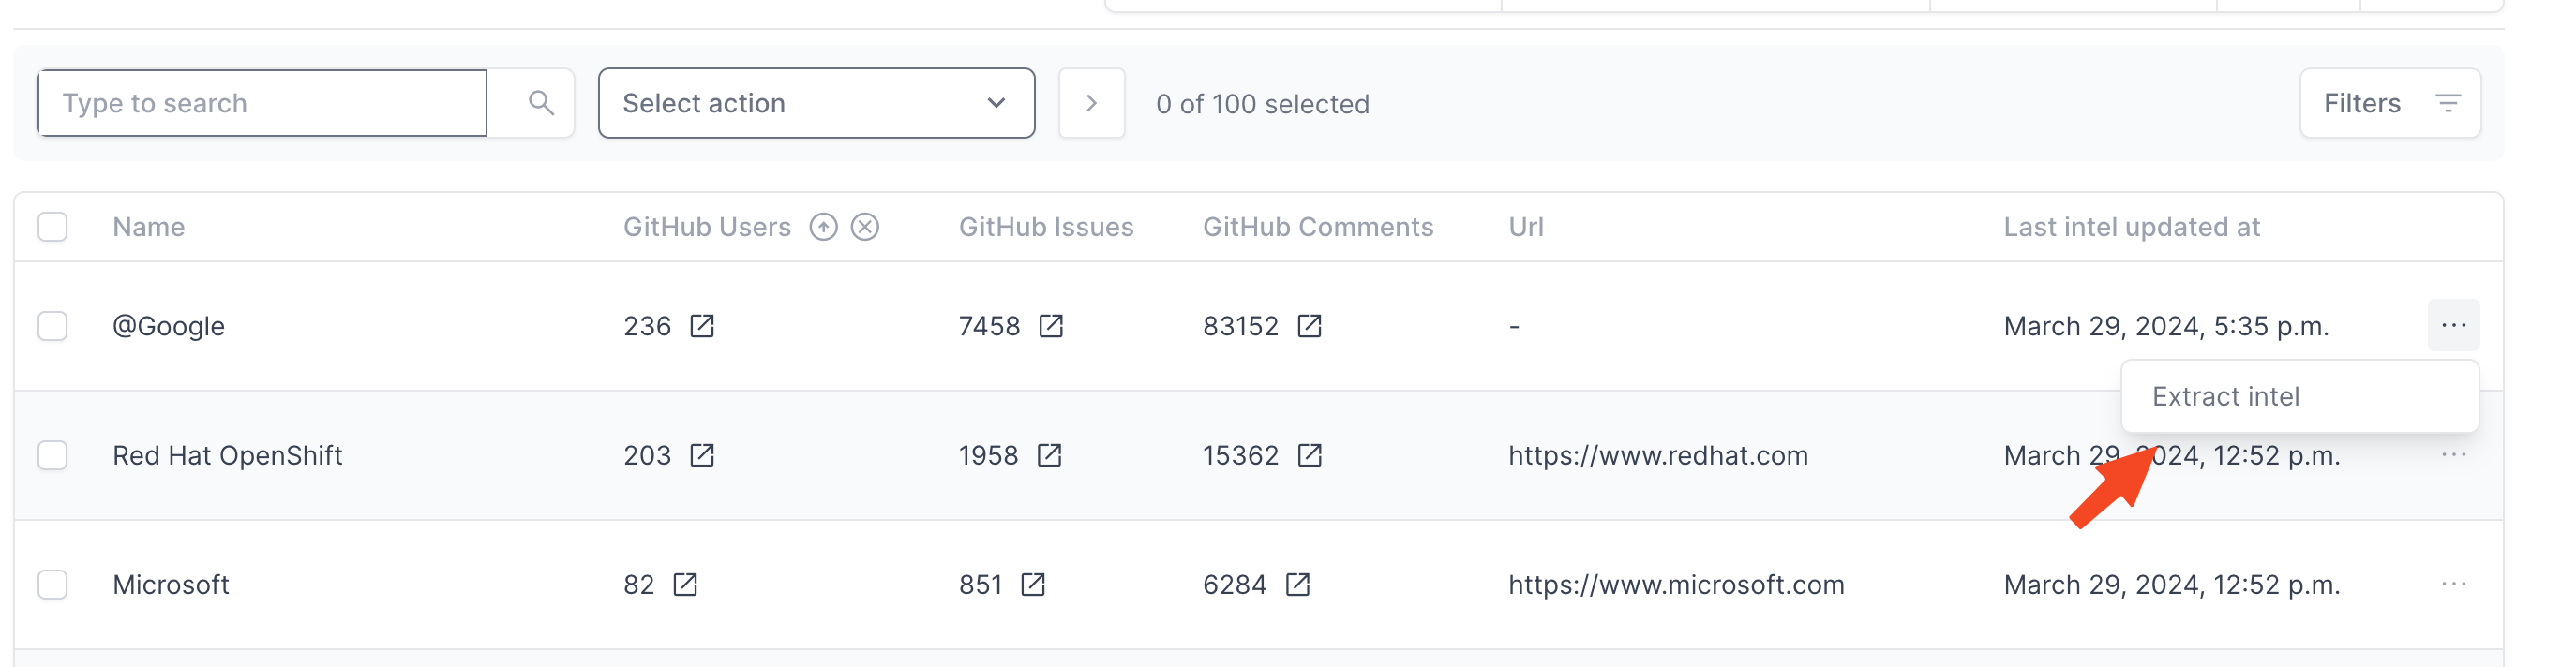 Type to search Select action 0 of 100 selected Filters
Name GitHub Users GitHub Issues GitHub Comments Url Last intel updated at
@Google 236 7458 83152 - March 29, 2024, 5:35 p.m. ...
Extract intel
Red Hat OpenShift 203 1958 15362 https://www.redhat.com March 29, 2024, 12:52 p.m. ...
Microsoft 82 851 6284 https://www.microsoft.com March 29, 2024, 12:52 p.m. ...